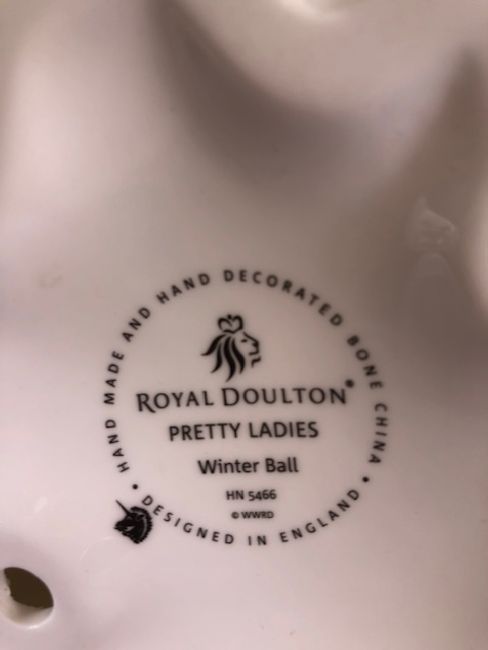 • HAND MADE AND HAND DECORATED BONE CHINA •
ROYAL DOULTON®
PRETTY LADIES
Winter Ball
HN 5466
© WWRD
DESIGNED IN ENGLAND